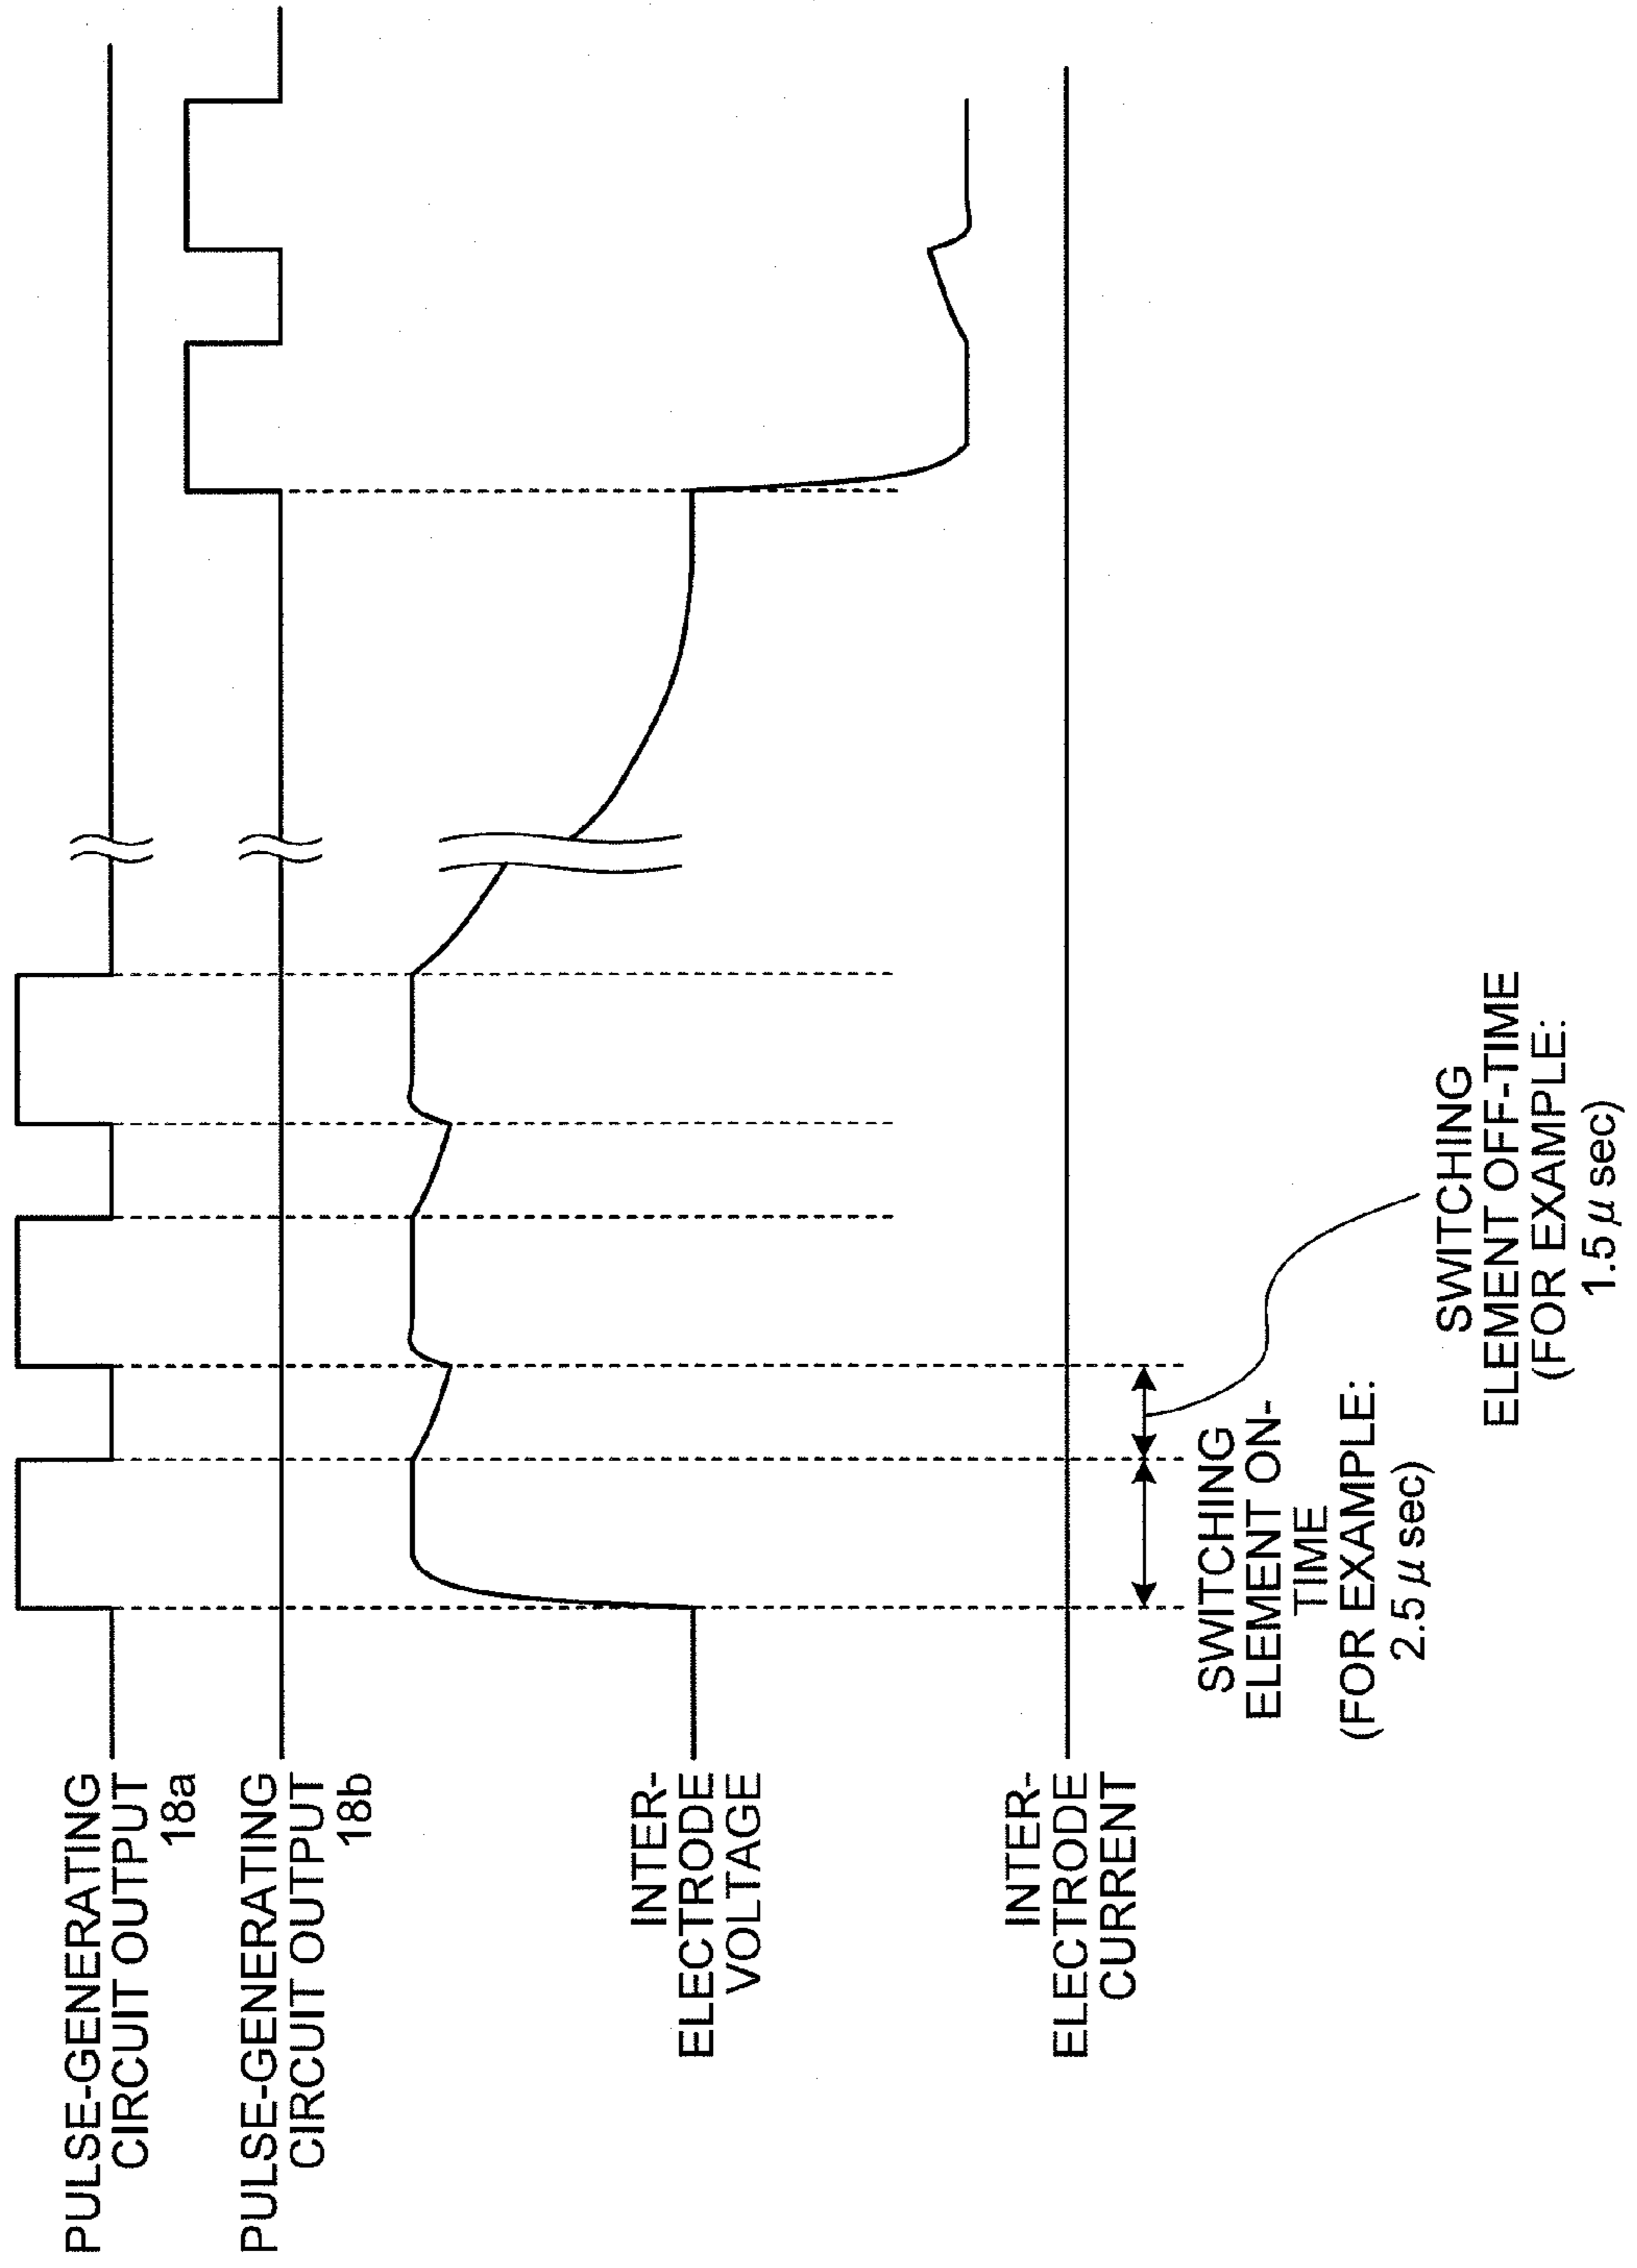 PULSE-GENERATING
CIRCUIT OUTPUT
18a
PULSE-GENERATING
CIRCUIT OUTPUT
18b
INTER-
ELECTRODE
VOLTAGE
INTER-
ELECTRODE
CURRENT
SWITCHING
ELEMENT ON-
TIME
(FOR EXAMPLE:
2.5 μ sec)
SWITCHING
ELEMENT OFF-TIME
(FOR EXAMPLE:
1.5 μ sec)